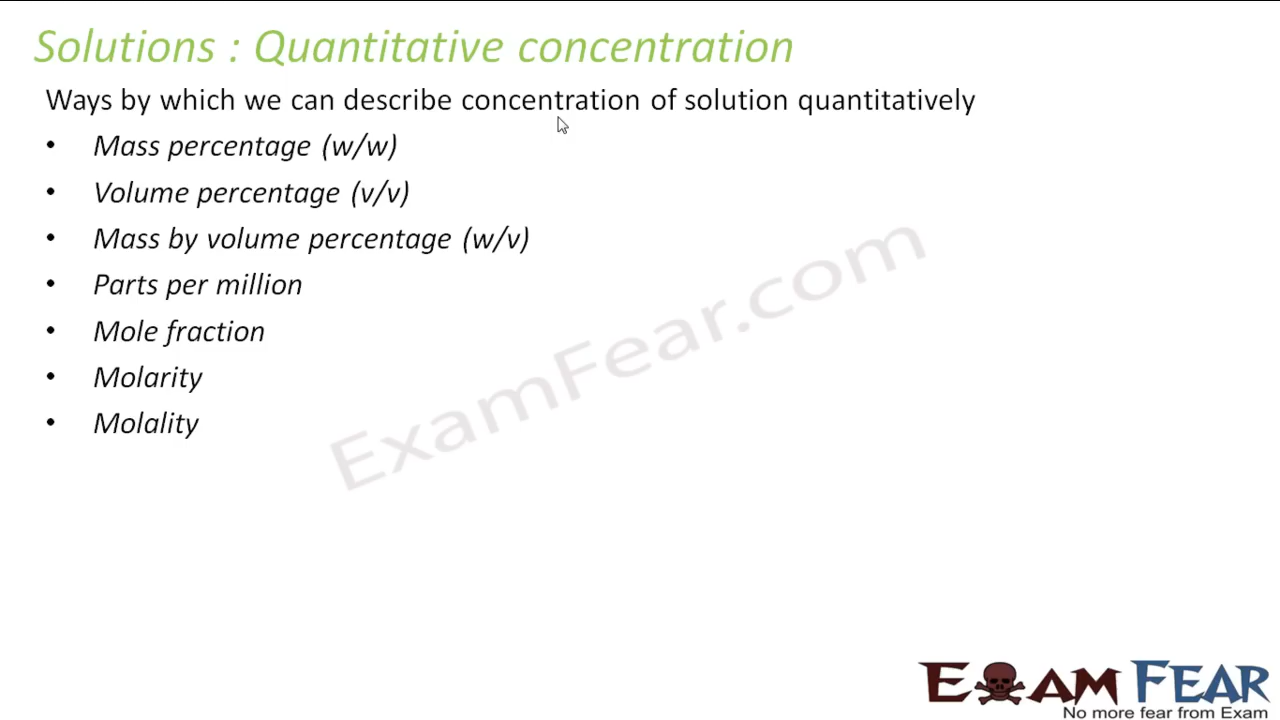 Solutions : Quantitative concentration
Ways by which we can describe concentration of solution quantitatively
• Mass percentage (w/w)
• Volume percentage (v/v)
• Mass by volume percentage (w/v)
• Parts per million
• Mole fraction
• Molarity
• Molality
ExamFear.com
EXAM FEAR
No more fear from Exam